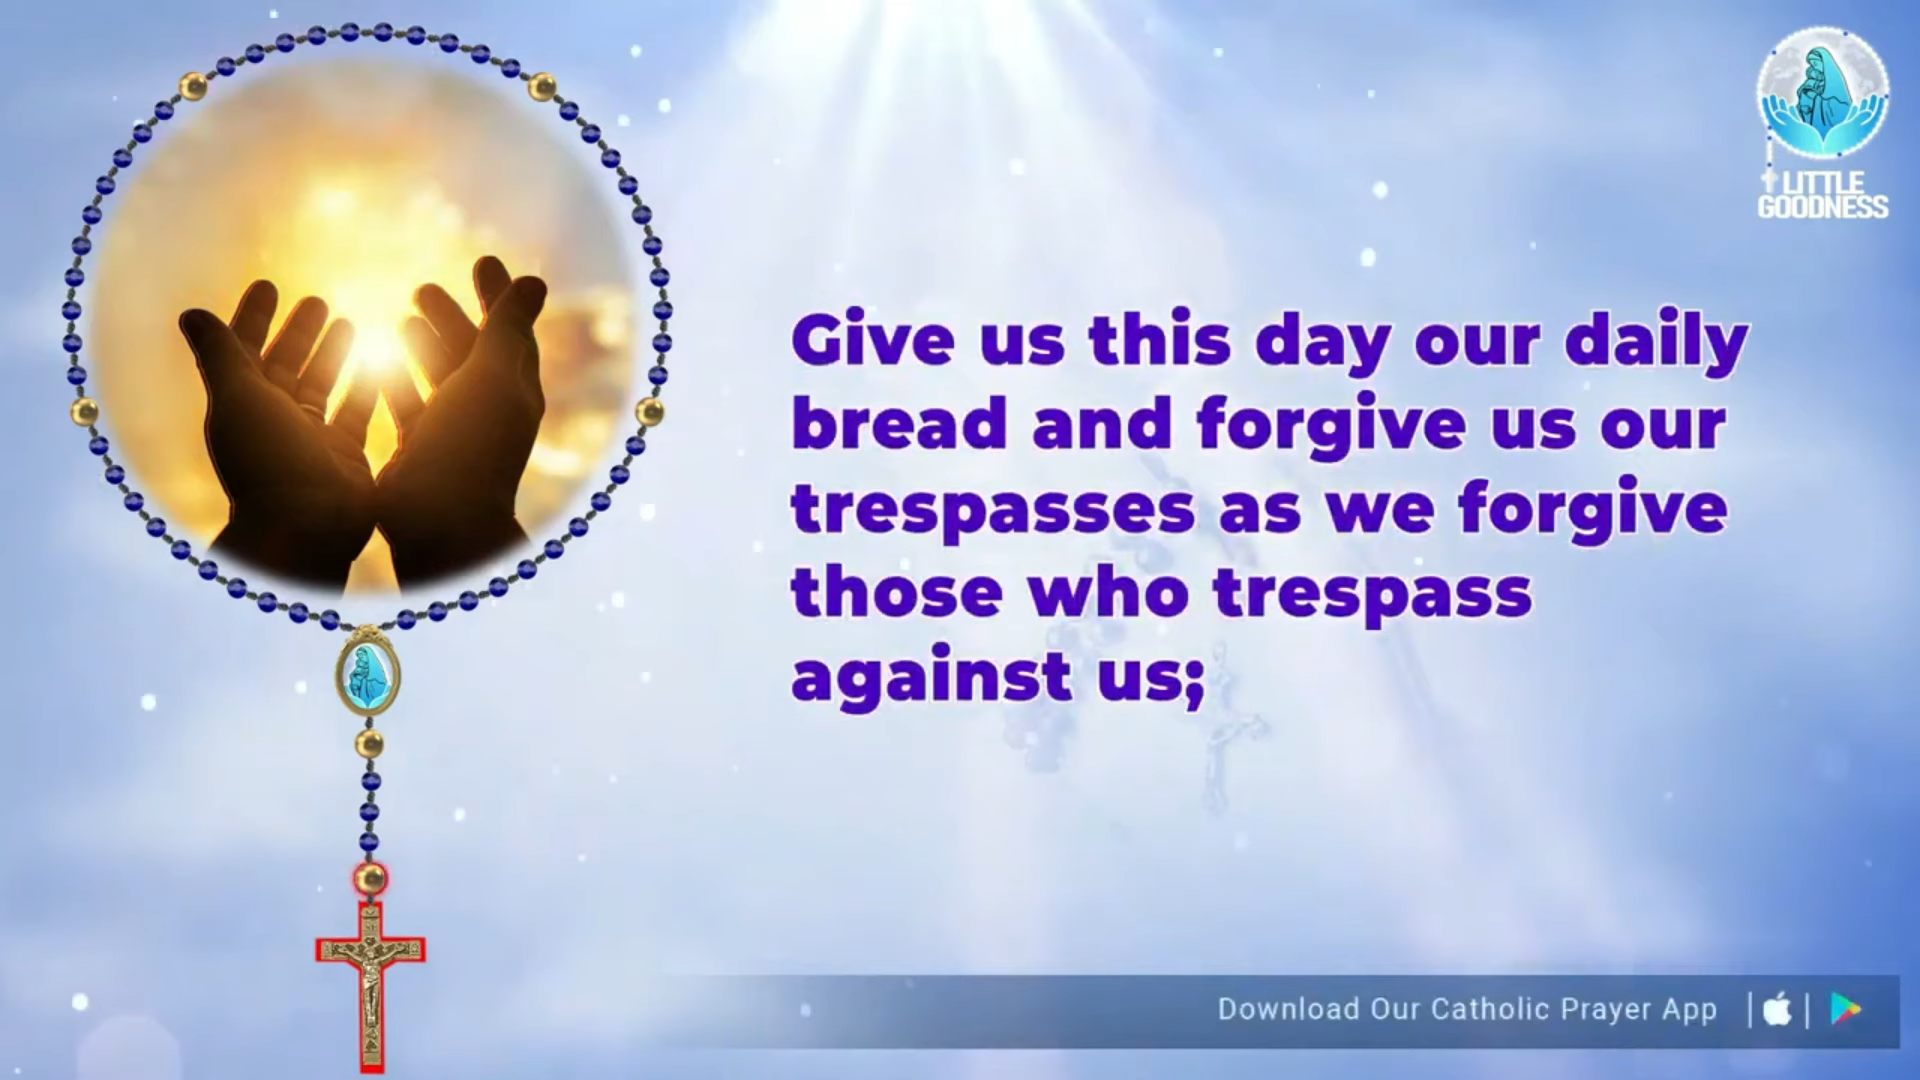 LITTLE
GOODNESS
Give us this day our daily
bread and forgive us our
trespasses as we forgive
those who trespass
against us;
Download Our Catholic Prayer App